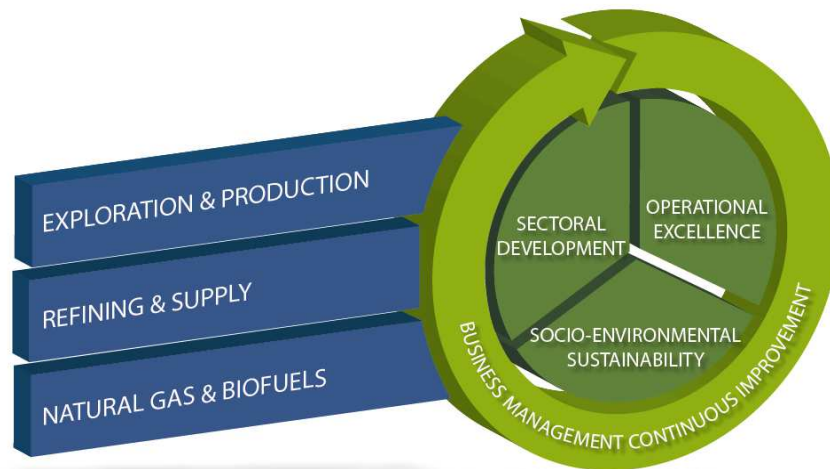 EXPLORATION & PRODUCTION
REFINING & SUPPLY
NATURAL GAS & BIOFUELS
SECTORAL
DEVELOPMENT
OPERATIONAL
EXCELLENCE
SOCIO-ENVIRONMENTAL
SUSTAINABILITY
BUSINESS MANAGEMENT CONTINUOUS IMPROVEMENT